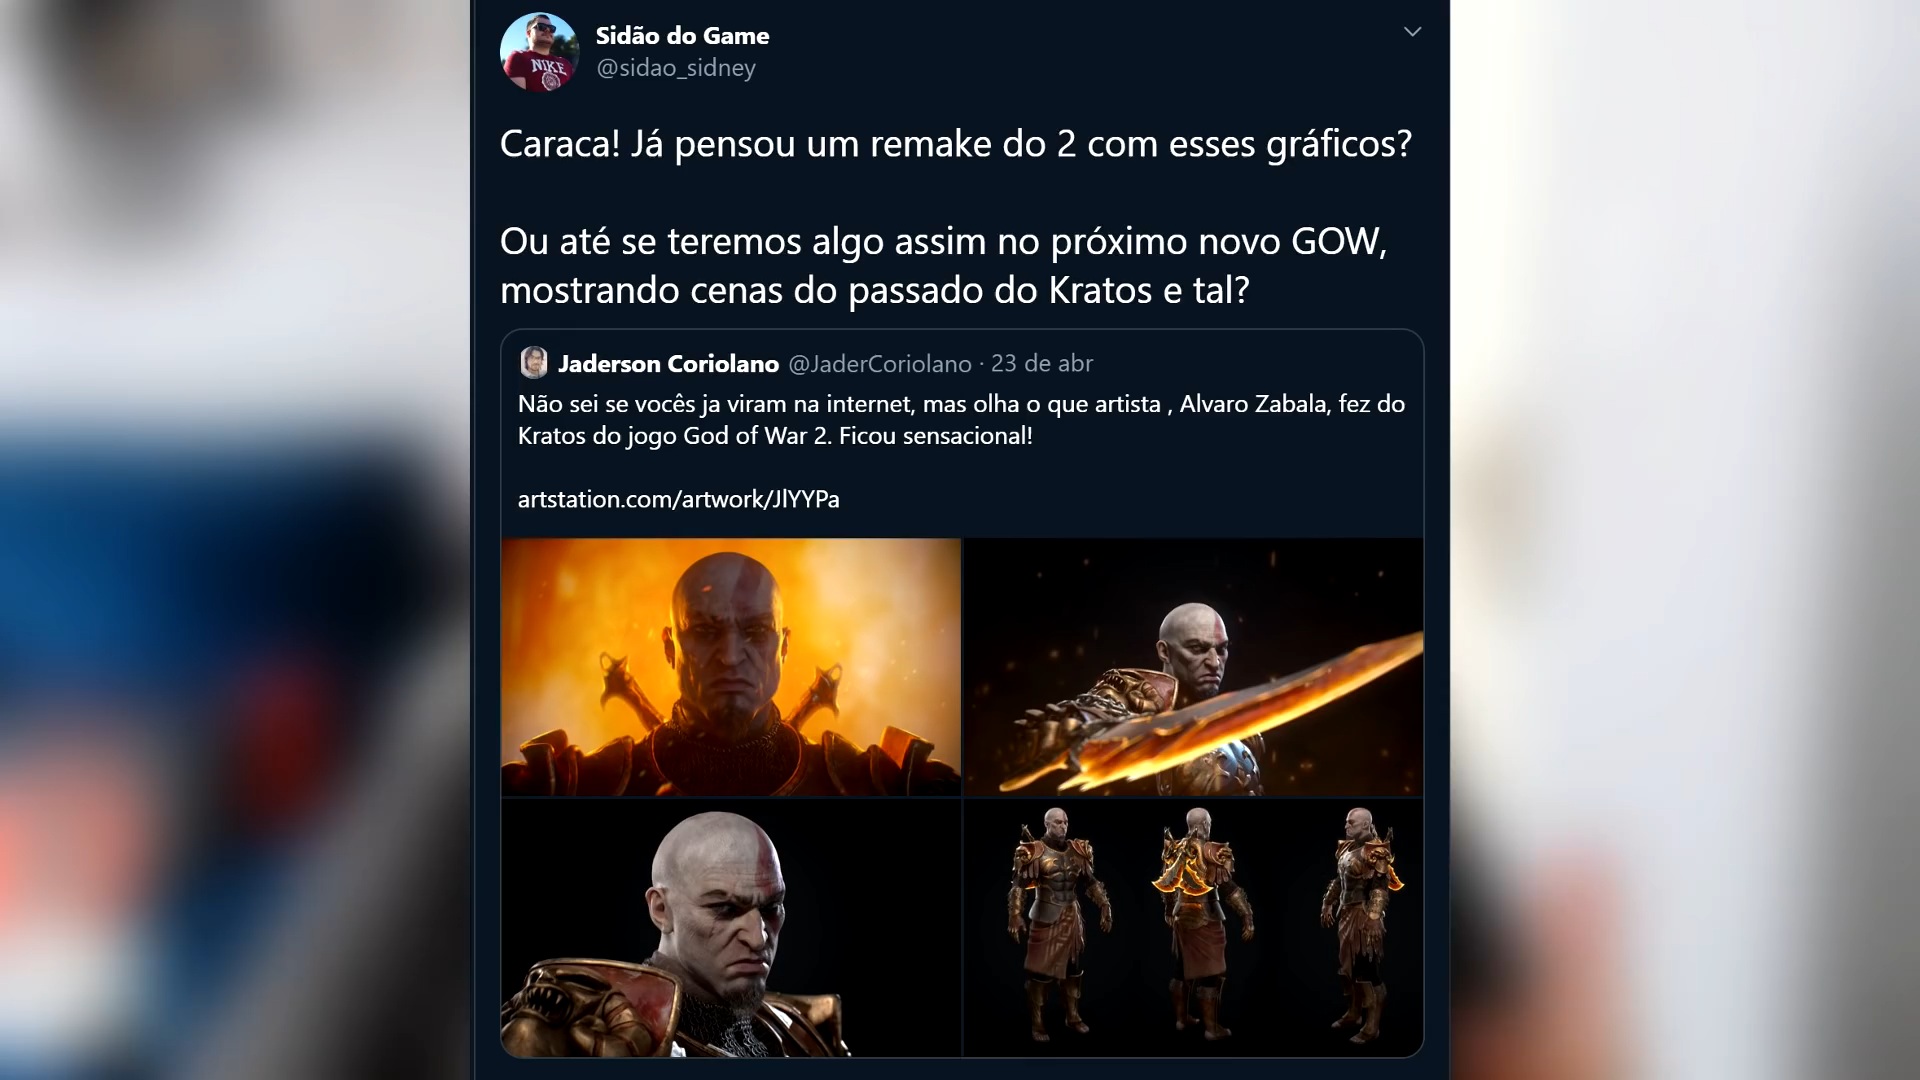 Sidão do Game
@sidao_sidney
NIKE
Caraca! Já pensou um remake do 2 com esses gráficos?
Ou até se teremos algo assim no próximo novo GOW,
mostrando cenas do passado do Kratos e tal?
Jaderson Coriolano @JaderCoriolano · 23 de abr
Não sei se vocês ja viram na internet, mas olha o que artista , Alvaro Zabala, fez do
Kratos do jogo God of War 2. Ficou sensacional!
artstation.com/artwork/JlYYPa